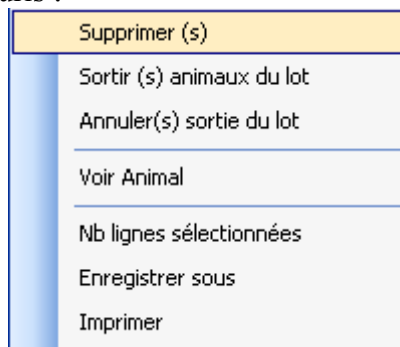 Supprimer (s)
Sortir (s) animaux du lot
Annuler(s) sortie du lot
Voir Animal
Nb lignes sélectionnées
Enregistrer sous
Imprimer